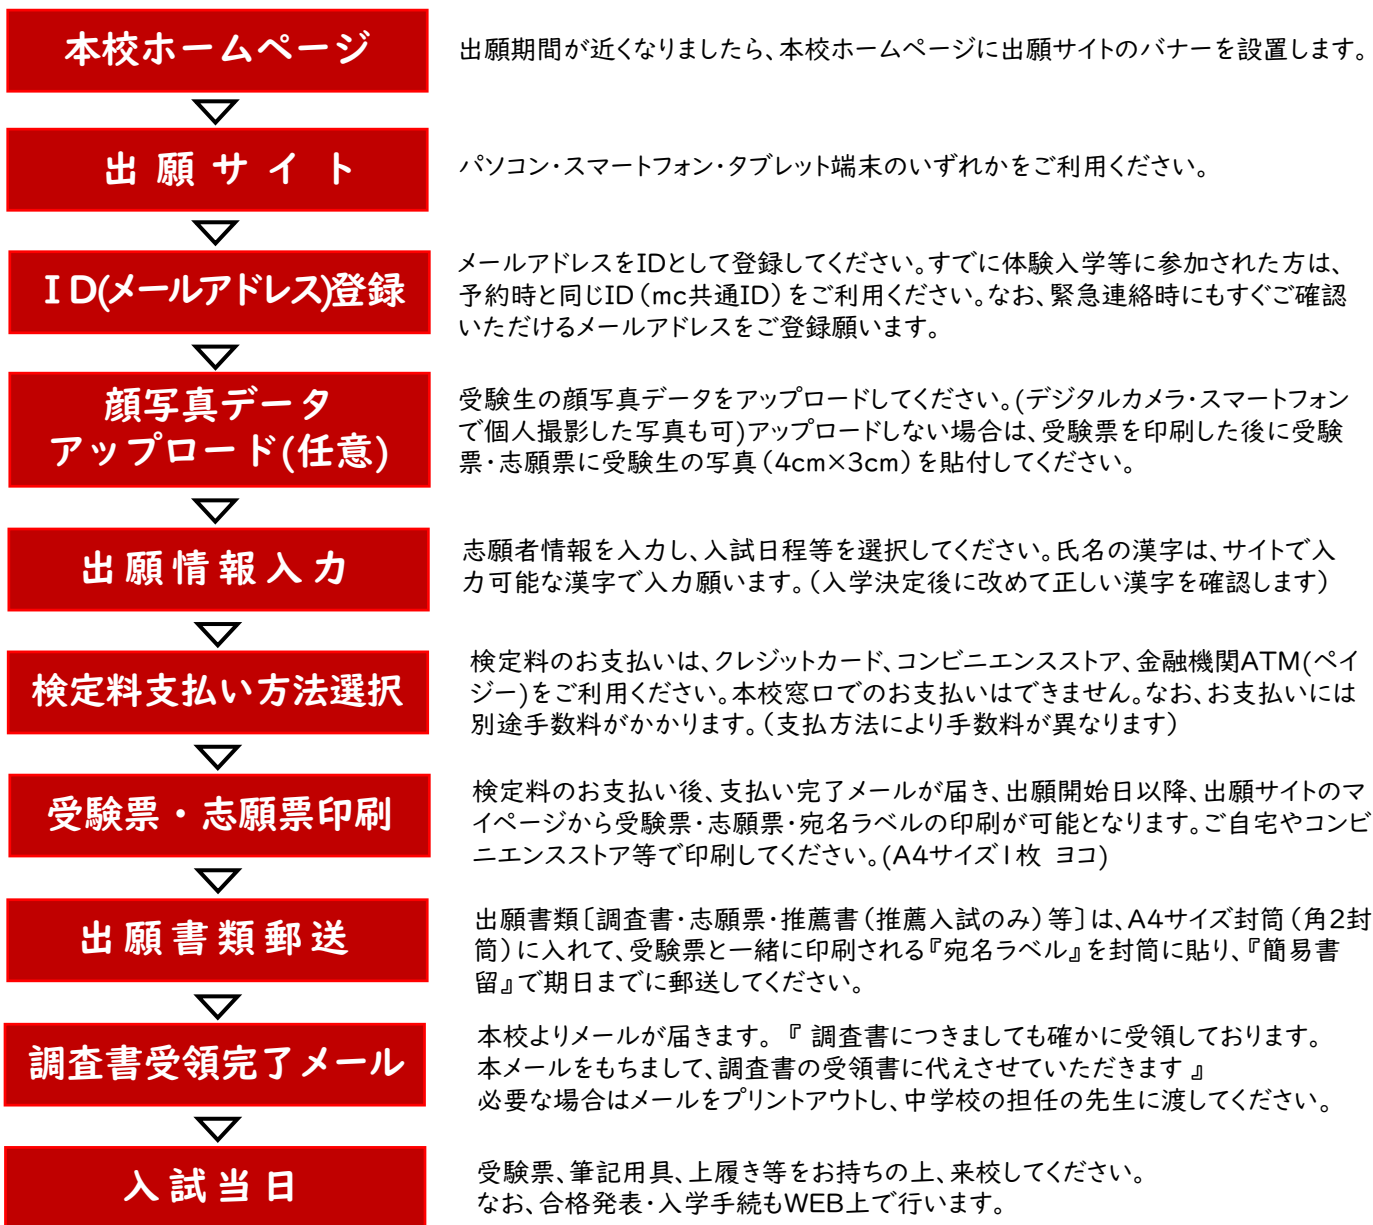 本校ホームページ
出願期間が近くなりましたら、本校ホームページに出願サイトのバナーを設置します。
出願サイト
パソコン・スマートフォン・タブレット端末のいずれかをご利用ください。
ID(メールアドレス)登録
メールアドレスをIDとして登録してください。すでに体験入学等に参加された方は、
予約時と同じID(mc共通ID)をご利用ください。なお、緊急連絡時にもすぐご確認
いただけるメールアドレスをご登録願います。
顔写真データ
アップロード(任意)
受験生の顔写真データをアップロードしてください。(デジタルカメラ・スマートフォン
で個人撮影した写真も可)アップロードしない場合は、受験票を印刷した後に受験
票・志願票に受験生の写真(4cm×3cm)を貼付してください。
出願情報入力
志願者情報を入力し、入試日程等を選択してください。氏名の漢字は、サイトで入
力可能な漢字で入力願います。(入学決定後に改めて正しい漢字を確認します)
検定料支払い方法選択
検定料のお支払いは、クレジットカード、コンビニエンスストア、金融機関ATM(ペイ
ジー)をご利用ください。本校窓口でのお支払いはできません。なお、お支払いには
別途手数料がかかります。(支払方法により手数料が異なります)
受験票・志願票印刷
検定料のお支払い後、支払い完了メールが届き、出願開始日以降、出願サイトのマ
イページから受験票・志願票・宛名ラベルの印刷が可能となります。ご自宅やコンビ
ニエンスストア等で印刷してください。(A4サイズ1枚 ヨコ)
出願書類郵送
出願書類〔調査書・志願票・推薦書(推薦入試のみ)等〕は、A4サイズ封筒(角2封
筒)に入れて、受験票と一緒に印刷される『宛名ラベル』を封筒に貼り、『簡易書
留』で期日までに郵送してください。
調査書受領完了メール
本校よりメールが届きます。『 調査書につきましても確かに受領しております。
本メールをもちまして、調査書の受領書に代えさせていただきます 』
必要な場合はメールをプリントアウトし、中学校の担任の先生に渡してください。
入試当日
受験票、筆記用具、上履き等をお持ちの上、来校してください。
なお、合格発表・入学手続もWEB上で行います。